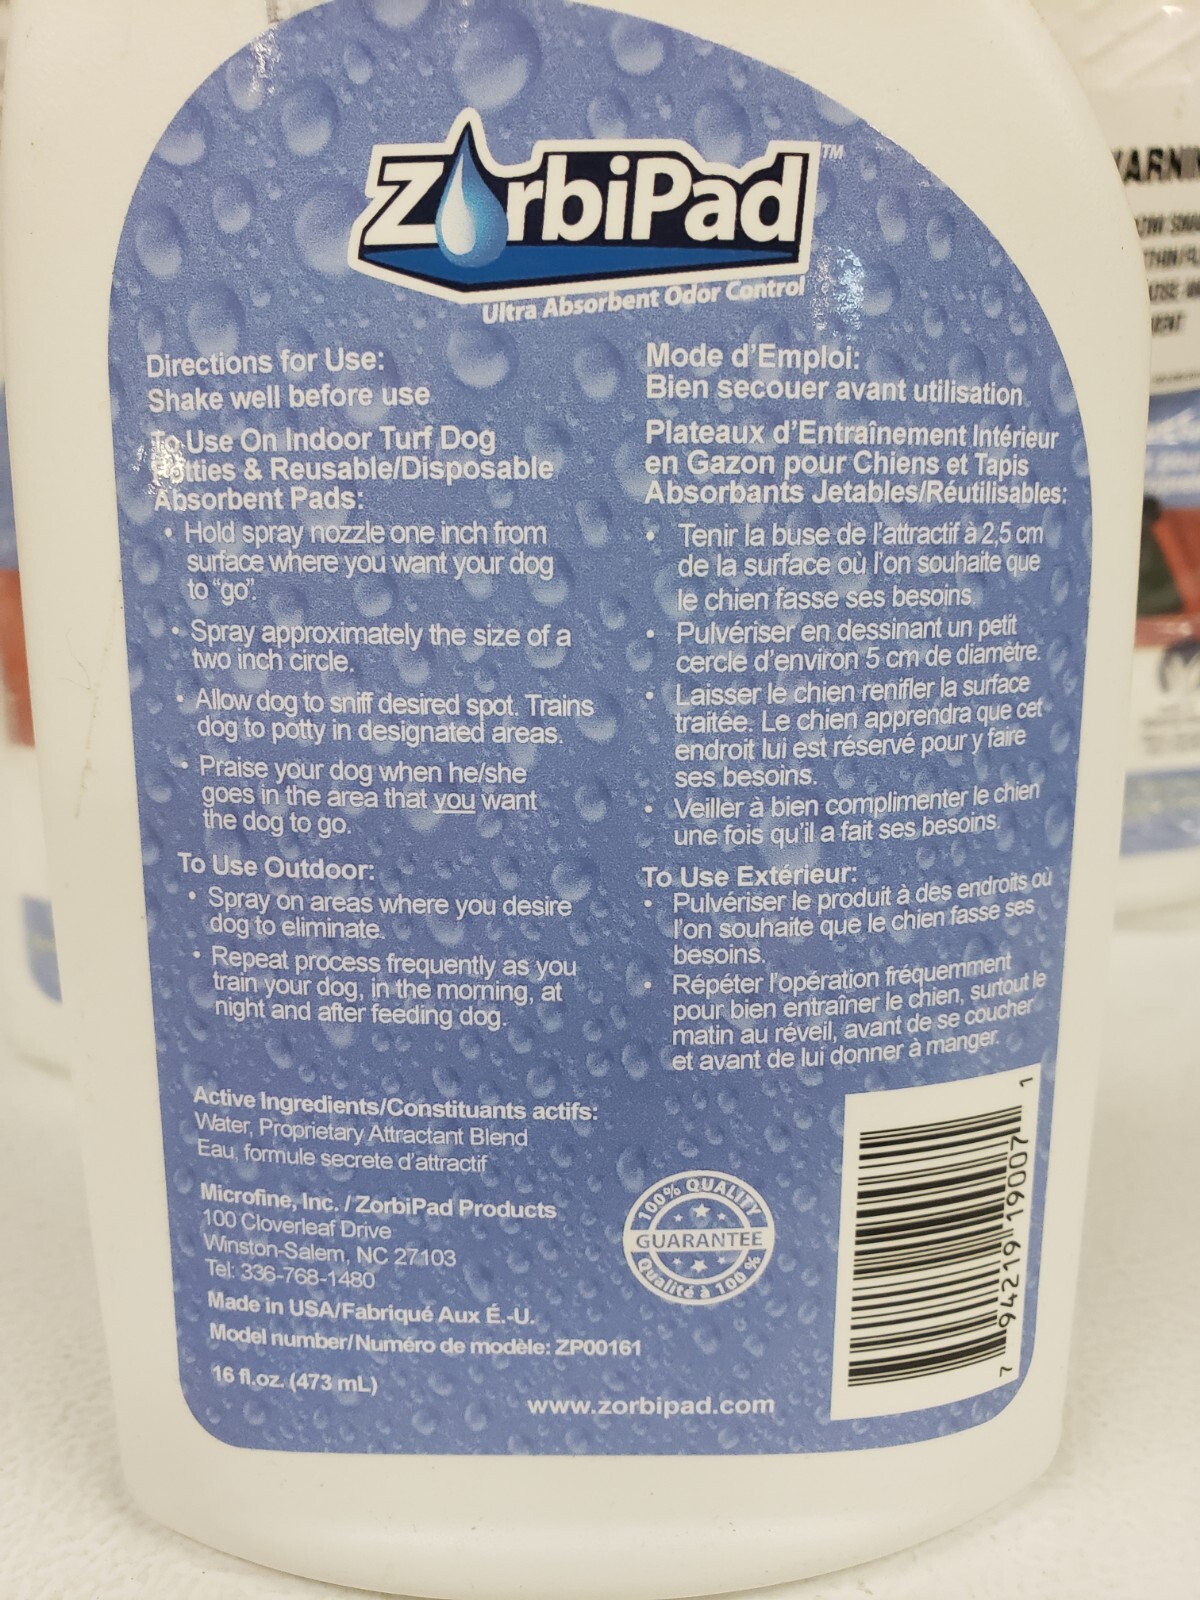 ZorbiPad™
Ultra Absorbent Odor Control
Directions for Use:
Shake well before use
To Use On Indoor Turf Dog
Potties & Reusable/Disposable
Absorbent Pads:
• Hold spray nozzle one inch from
surface where you want your dog
to “go”.
• Spray approximately the size of a
two inch circle.
• Allow dog to sniff desired spot. Trains
dog to potty in designated areas.
• Praise your dog when he/she
goes in the area that you want
the dog to go.
To Use Outdoor:
• Spray on areas where you desire
dog to eliminate.
• Repeat process frequently as you
train your dog, in the morning, at
night and after feeding dog.
Mode d’Emploi:
Bien secouer avant utilisation
Plateaux d’Entraînement Intérieur
en Gazon pour Chiens et Tapis
Absorbants Jetables/Réutilisables:
• Tenir la buse de l’attractif à 2,5 cm
de la surface où l’on souhaite que
le chien fasse ses besoins.
• Pulvériser en dessinant un petit
cercle d’environ 5 cm de diamètre.
• Laisser le chien renifler la surface
traitée. Le chien apprendra que cet
endroit lui est réservé pour y faire
ses besoins.
• Veiller à bien complimenter le chien
une fois qu’il a fait ses besoins.
To Use Extérieur:
• Pulvériser le produit à des endroits où
l’on souhaite que le chien fasse ses
besoins.
• Répéter l’opération fréquemment
pour bien entraîner le chien, surtout le
matin au réveil, avant de se coucher
et avant de lui donner à manger.
Active Ingredients/Constituants actifs:
Water, Proprietary Attractant Blend
Eau, formule secrete d’attractif
Microfine, Inc. / ZorbiPad Products
100 Cloverleaf Drive
Winston-Salem, NC 27103
Tel: 336-768-1480
Made in USA/Fabriqué Aux É.-U.
Model number/Numéro de modèle: ZP00161
16 fl.oz. (473 mL)
100% QUALITY
GUARANTEE
Qualité à 100 %
www.zorbipad.com
7 94219 19007 1